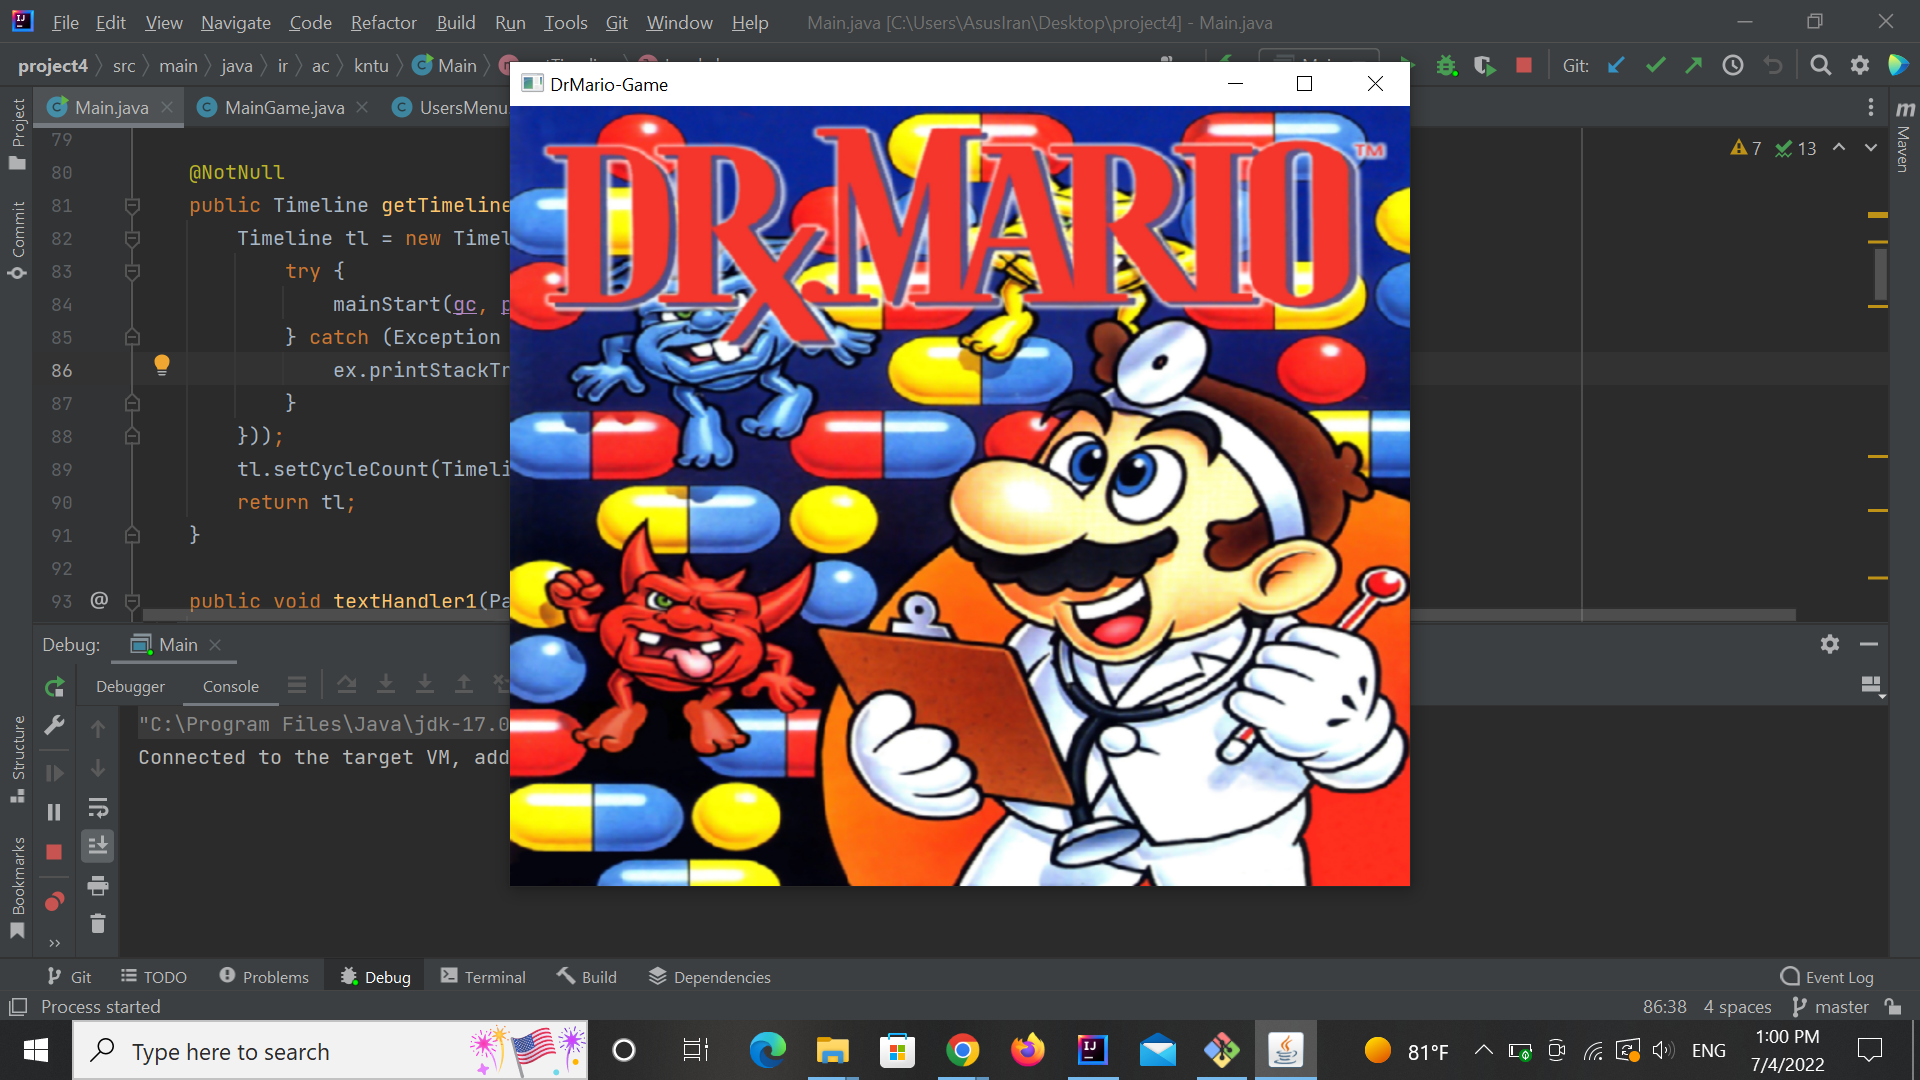 File Edit View Navigate Code Refactor Build Run Tools Git Window Help Main.java [C:\Users\AsusIran\Desktop\project4] - Main.java
project4 src main java ir ac kntu Main Git:
Main.java MainGame.java UsersMenu
DrMario-Game
DR. MARIO TM
Project
Commit
Structure
Bookmarks
Maven
7 13
79
80 @NotNull
81 public Timeline getTimeline
82 Timeline tl = new Timel
83 try {
84 mainStart(gc, p
85 } catch (Exception
86 ex.printStackTr
87 }
88 }));
89 tl.setCycleCount(Timeli
90 return tl;
91 }
92
93 @ public void textHandler1(Pa
Debug: Main
Debugger Console
"C:\Program Files\Java\jdk-17.0
Connected to the target VM, add
Git TODO Problems Debug Terminal Build Dependencies Event Log
Process started 86:38 4 spaces master
Type here to search 81°F ENG 1:00 PM
7/4/2022